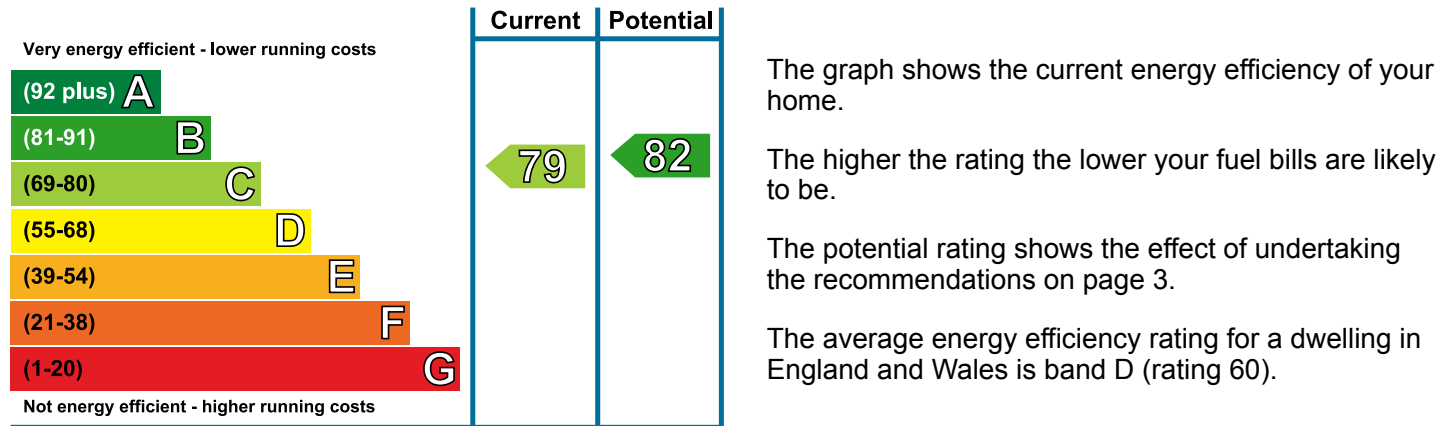 Current Potential
Very energy efficient - lower running costs
(92 plus) A
(81-91) B
(69-80) C
(55-68) D
(39-54) E
(21-38) F
(1-20) G
Not energy efficient - higher running costs
79
82
The graph shows the current energy efficiency of your
home.
The higher the rating the lower your fuel bills are likely
to be.
The potential rating shows the effect of undertaking
the recommendations on page 3.
The average energy efficiency rating for a dwelling in
England and Wales is band D (rating 60).